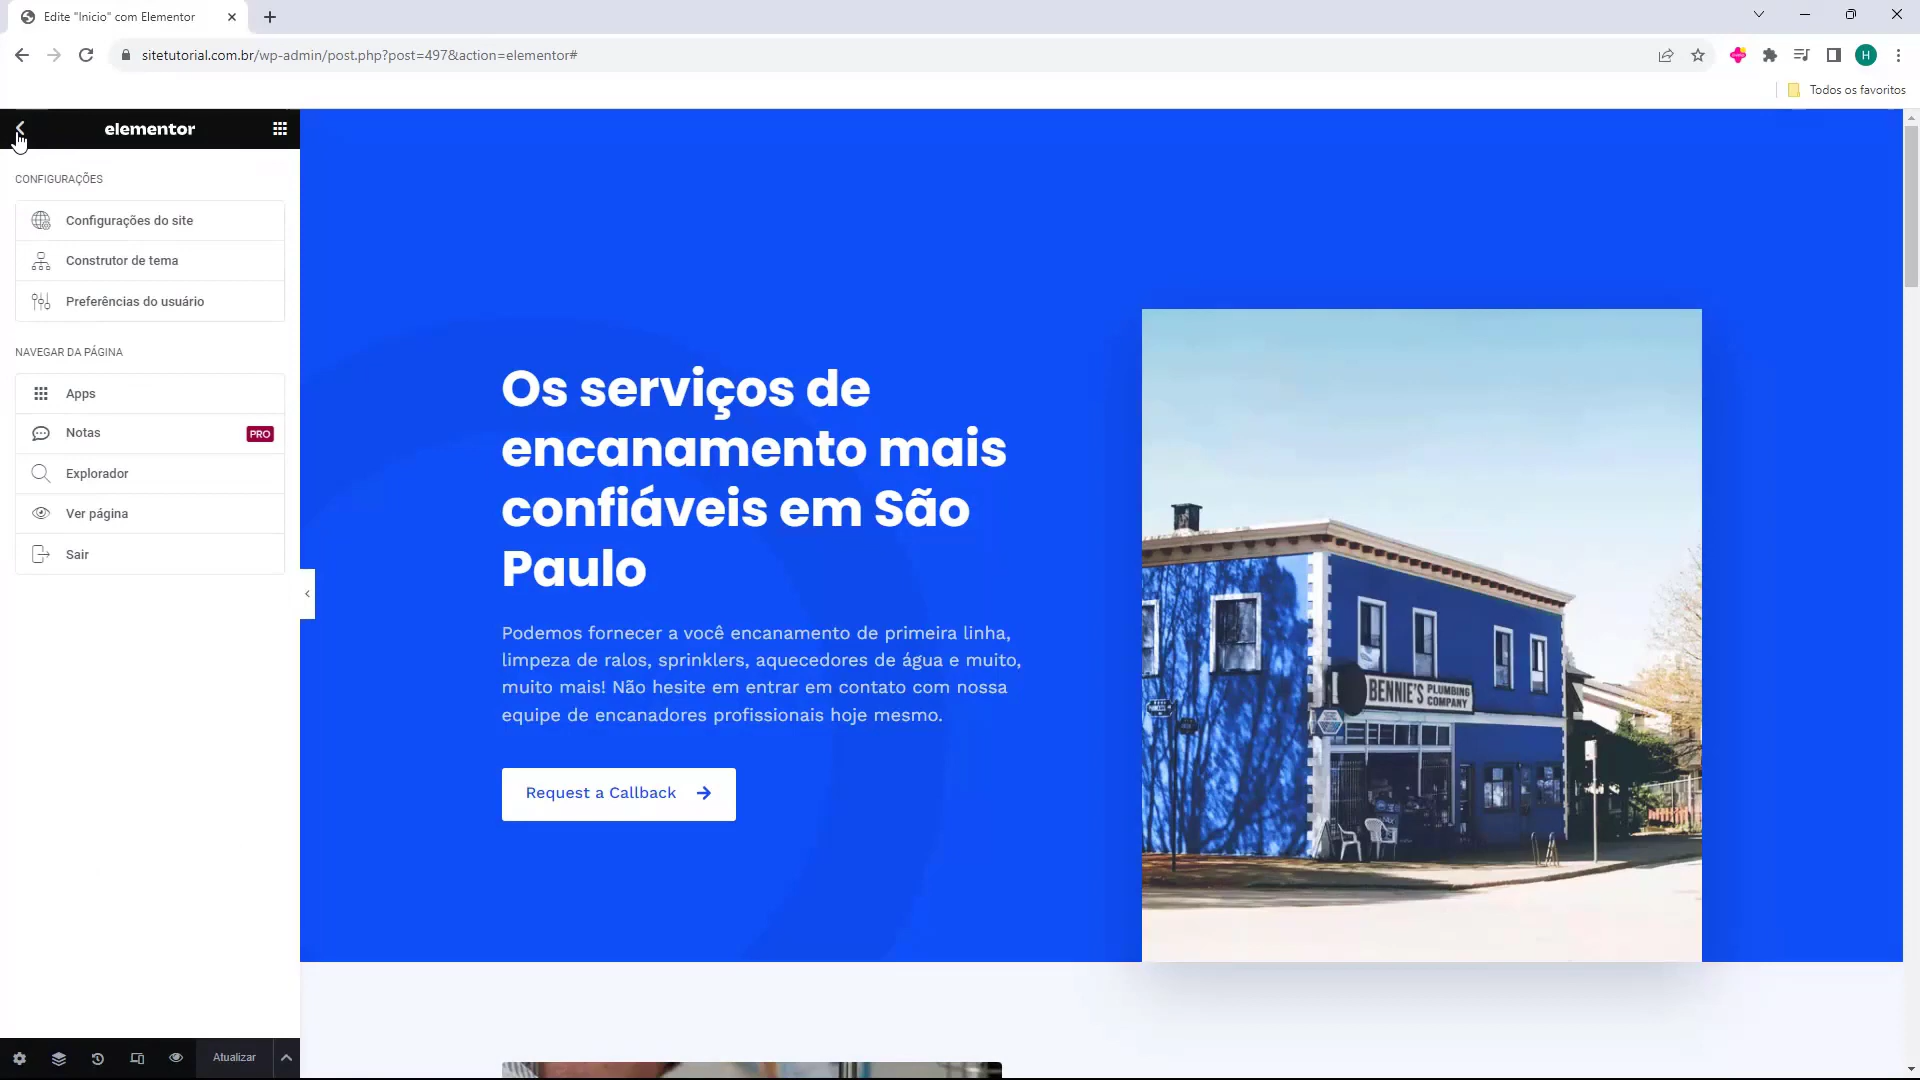 Edite "Inicio" com Elementor
sitetutorial.com.br/wp-admin/post.php?post=497&action=elementor#
H
Todos os favoritos
elementor
CONFIGURAÇÕES
Configurações do site
Construtor de tema
Preferências do usuário
NAVEGAR DA PÁGINA
Apps
Notas
PRO
Explorador
Ver página
Sair
Atualizar
Os serviços de
encanamento mais
confiáveis em São
Paulo
Podemos fornecer a você encanamento de primeira linha,
limpeza de ralos, sprinklers, aquecedores de água e muito,
muito mais! Não hesite em entrar em contato com nossa
equipe de encanadores profissionais hoje mesmo.
Request a Callback
BENNIE'S PLUMBING
COMPANY